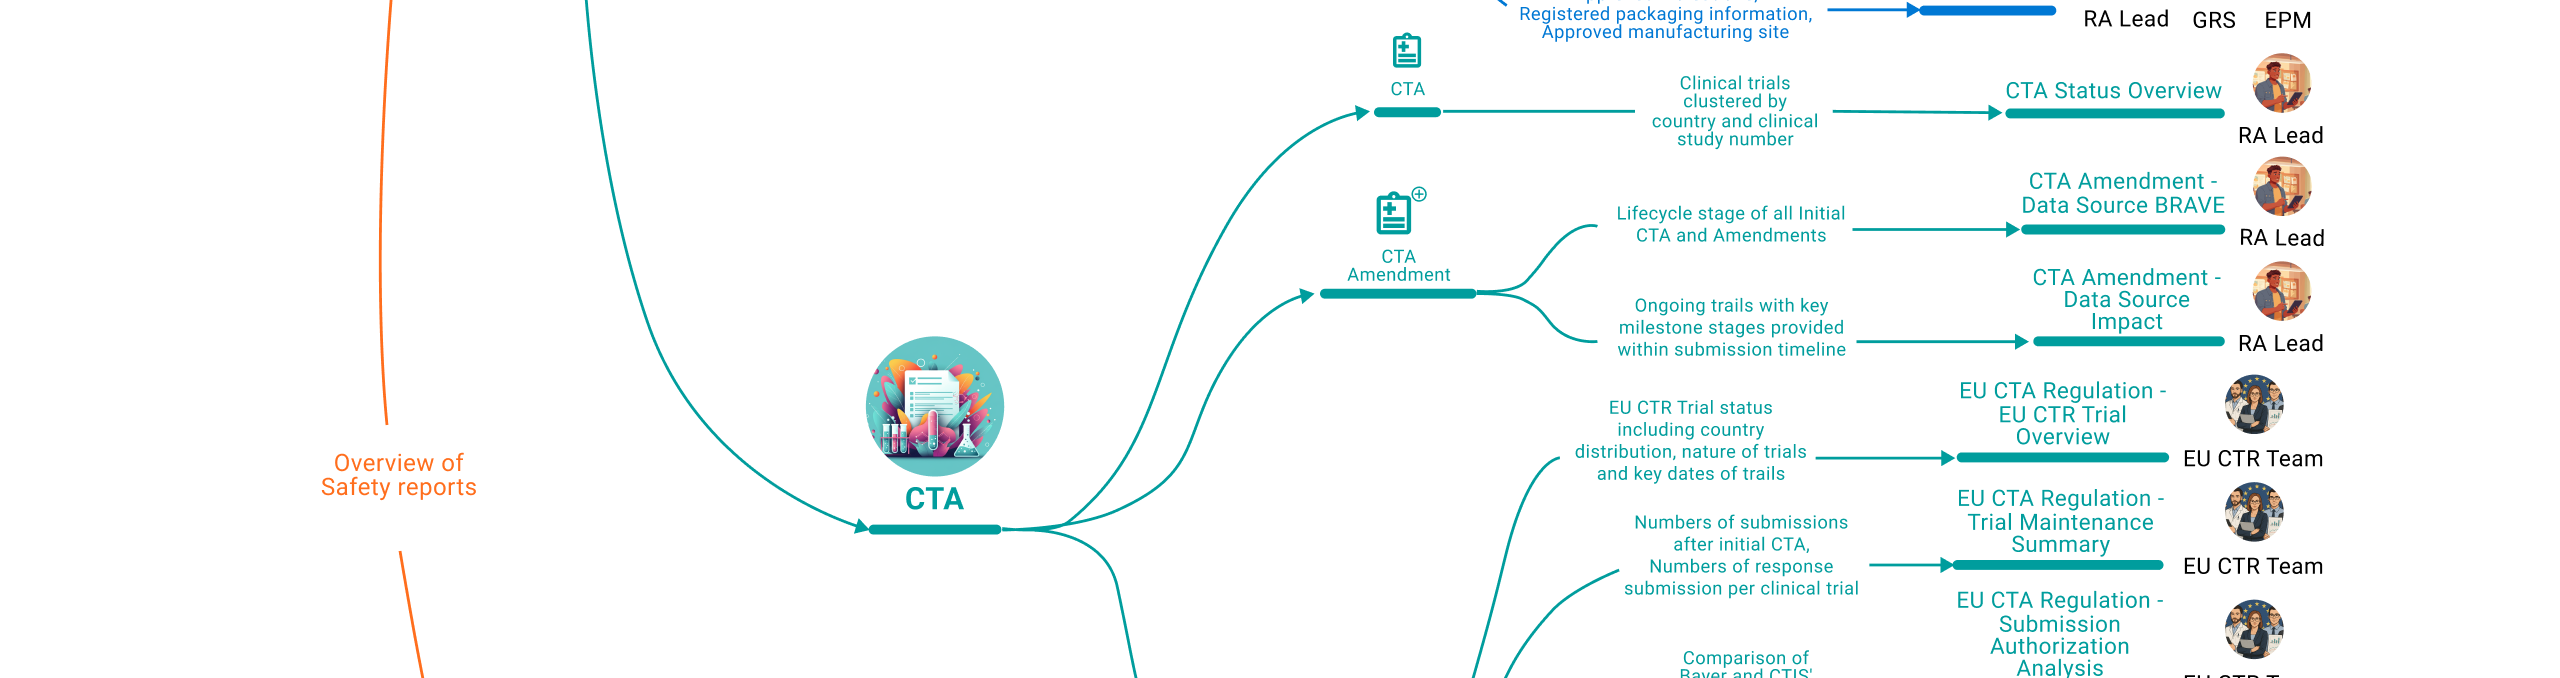 Registered packaging information,
Approved manufacturing site
RA Lead GRS EPM
CTA
Clinical trials
clustered by
country and clinical
study number
CTA Status Overview
RA Lead
CTA
Amendment
Lifecycle stage of all Initial
CTA and Amendments
CTA Amendment -
Data Source BRAVE
RA Lead
Ongoing trails with key
milestone stages provided
within submission timeline
CTA Amendment -
Data Source
Impact
RA Lead
CTA
Overview of
Safety reports
EU CTR Trial status
including country
distribution, nature of trials
and key dates of trails
EU CTA Regulation -
EU CTR Trial
Overview
EU CTR Team
Numbers of submissions
after initial CTA,
Numbers of response
submission per clinical trial
EU CTA Regulation -
Trial Maintenance
Summary
EU CTR Team
Comparison of
Bayer and CTIS'
EU CTA Regulation -
Submission
Authorization
Analysis